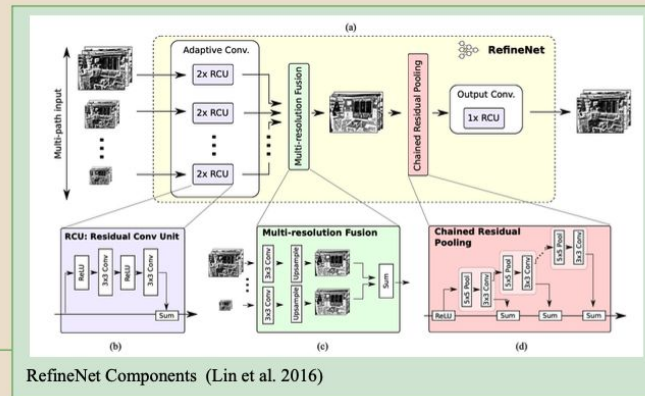 (a)
RefineNet
Adaptive Conv.
Multi-path input
2x RCU
2x RCU
2x RCU
Multi-resolution Fusion
Chained Residual Pooling
Output Conv.
1x RCU
RCU: Residual Conv Unit
ReLU
3x3 Conv
ReLU
3x3 Conv
Sum
(b)
Multi-resolution Fusion
3x3 Conv
Upsample
3x3 Conv
Upsample
Sum
(c)
Chained Residual
Pooling
ReLU
5x5 Pool
3x3 Conv
5x5 Pool
3x3 Conv
5x5 Pool
3x3 Conv
Sum
Sum
Sum
(d)
RefineNet Components (Lin et al. 2016)